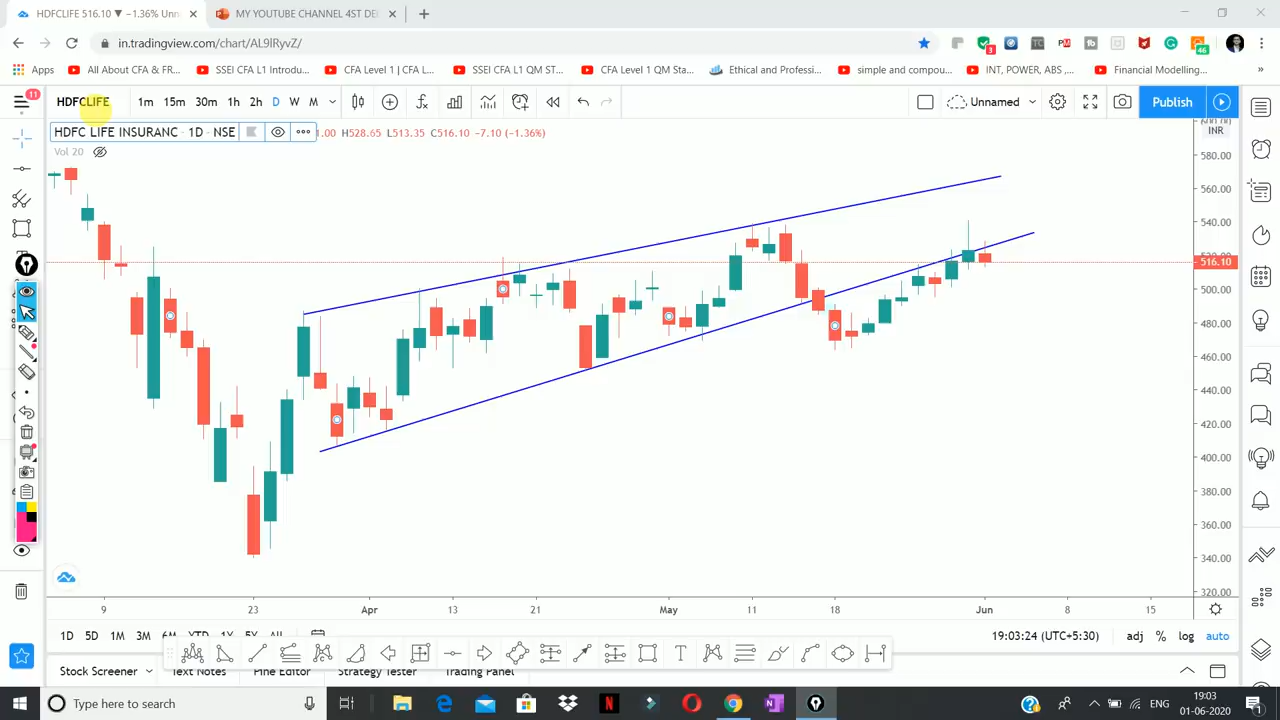 HDFCLIFE 516.10 ▼ −1.36% Unn
MY YOUTUBE CHANNEL 4ST DE
in.tradingview.com/chart/AL9lRyvZ/
3
46
Apps
All About CFA & FR...
SSEI CFA L1 Introdu...
CFA Level 1 CFA L...
SSEI CFA L1 QM ST...
CFA Level 1 QM Sta...
Ethical and Professi...
simple and compou...
INT, POWER, ABS ,...
Financial Modelling...
11
HDFCLIFE
1m 15m 30m 1h 2h D W M
Unnamed
Publish
HDFC LIFE INSURANC · 1D · NSE
1.00 H528.65 L513.35 C516.10 −7.10 (−1.36%)
Vol 20
INR
580.00
560.00
540.00
516.10
500.00
480.00
460.00
440.00
420.00
400.00
380.00
360.00
340.00
320.00
9 23 Apr 13 21 May 11 18 Jun 8 15
1D 5D 1M 3M 6M YTD 1Y 5Y All
19:03:24 (UTC+5:30) adj % log auto
Stock Screener Text Notes Pine Editor Strategy Tester Trading Panel
Type here to search
ENG
19:03
01-06-2020
1